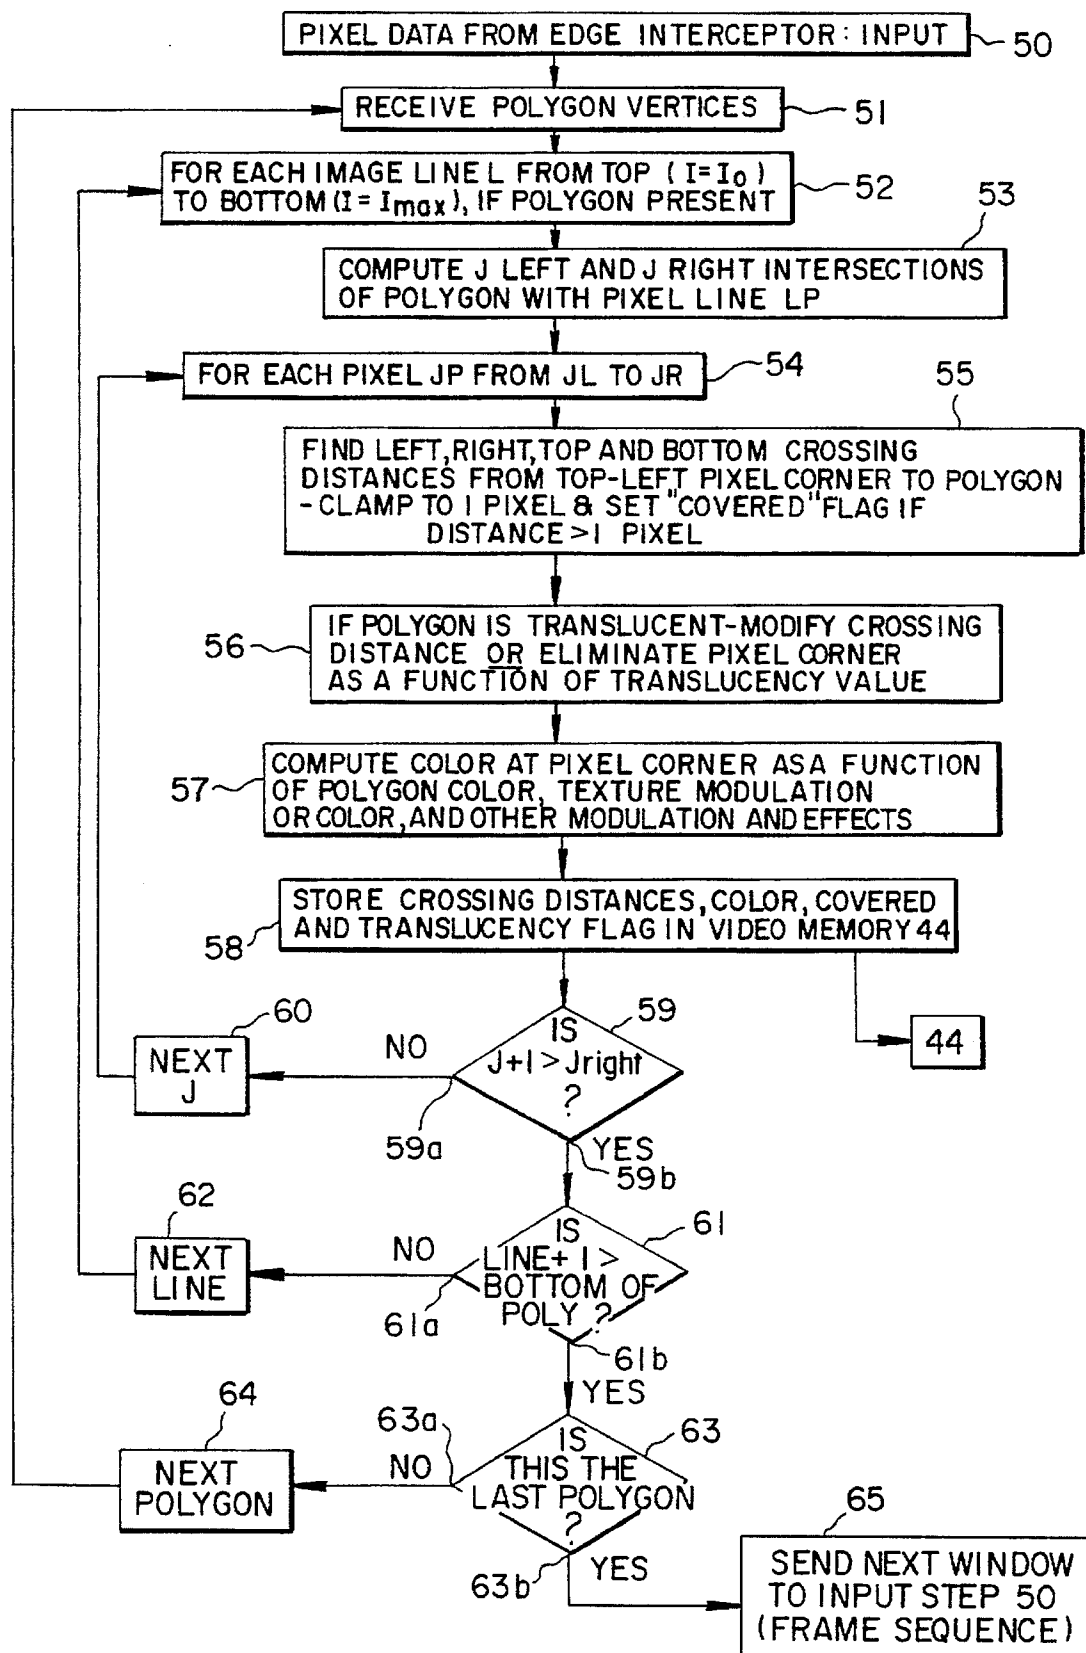 PIXEL DATA FROM EDGE INTERCEPTOR: INPUT
50
RECEIVE POLYGON VERTICES
51
FOR EACH IMAGE LINE L FROM TOP (I=I₀)
TO BOTTOM (I=Imax), IF POLYGON PRESENT
52
53
COMPUTE J LEFT AND J RIGHT INTERSECTIONS
OF POLYGON WITH PIXEL LINE LP
FOR EACH PIXEL JP FROM JL TO JR
54
55
FIND LEFT, RIGHT, TOP AND BOTTOM CROSSING
DISTANCES FROM TOP-LEFT PIXEL CORNER TO POLYGON
-CLAMP TO 1 PIXEL & SET "COVERED" FLAG IF
DISTANCE > 1 PIXEL
56
IF POLYGON IS TRANSLUCENT-MODIFY CROSSING
DISTANCE OR ELIMINATE PIXEL CORNER
AS A FUNCTION OF TRANSLUCENCY VALUE
57
COMPUTE COLOR AT PIXEL CORNER AS A FUNCTION
OF POLYGON COLOR, TEXTURE MODULATION
OR COLOR, AND OTHER MODULATION AND EFFECTS
58
STORE CROSSING DISTANCES, COLOR, COVERED
AND TRANSLUCENCY FLAG IN VIDEO MEMORY 44
44
59
IS
J+1 > Jright
?
NO
59a
YES
59b
60
NEXT
J
61
IS
LINE+ 1 >
BOTTOM OF
POLY ?
NO
61a
61b
YES
62
NEXT
LINE
63
IS
THIS THE
LAST POLYGON
?
63a
NO
63b
YES
64
NEXT
POLYGON
65
SEND NEXT WINDOW
TO INPUT STEP 50
(FRAME SEQUENCE)